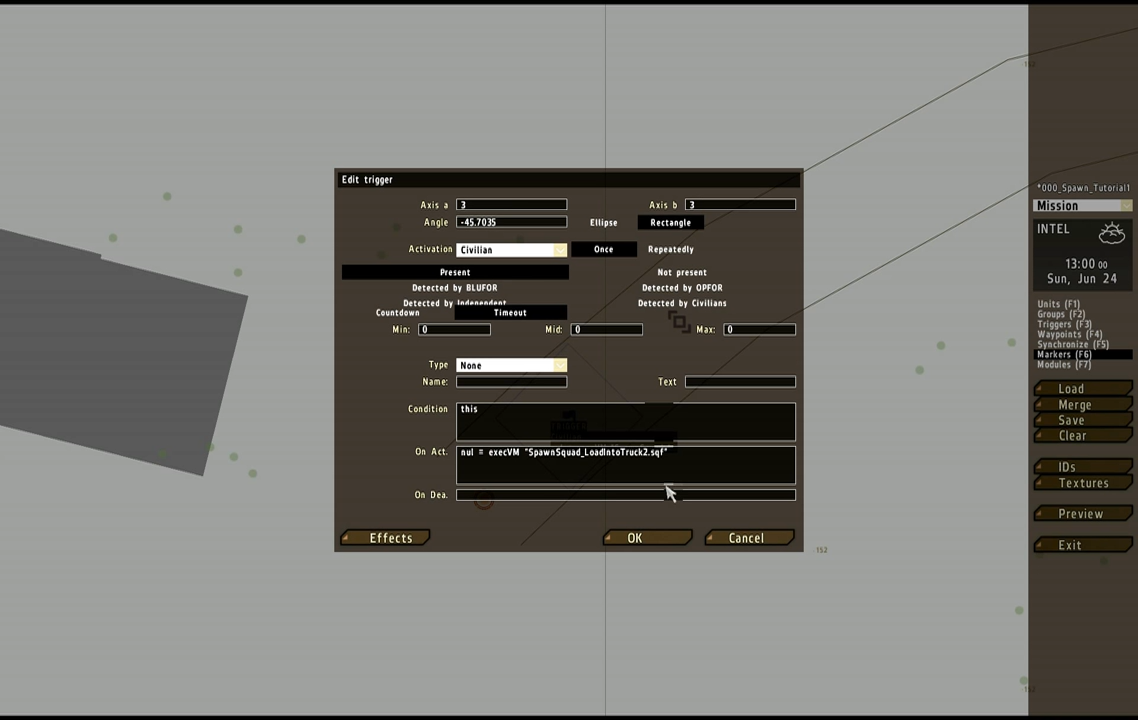 Edit trigger
Axis a 3 Axis b 3
Angle -45.7035 Ellipse Rectangle
Activation Civilian Once Repeatedly
Present Not present
Detected by BLUFOR Detected by OPFOR
Detected by Independent Detected by Civilians
Countdown Timeout
Min: 0 Mid: 0 Max: 0
Type None
Name: Text
Condition this
On Act. nul = execVM "SpawnSquad_LoadIntoTruck2.sqf"
On Dea.
Effects OK Cancel
152
*000_Spawn_Tutorial1
Mission
INTEL
13:00 00
Sun, Jun 24
Units (F1)
Groups (F2)
Triggers (F3)
Waypoints (F4)
Synchronize (F5)
Markers (F6)
Modules (F7)
Load
Merge
Save
Clear
IDs
Textures
Preview
Exit